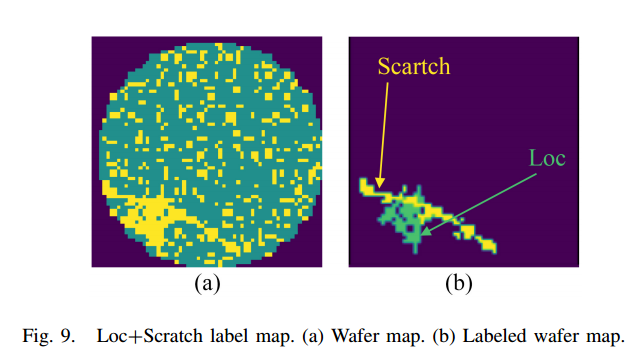 Scartch
Loc
(a)
(b)
Fig. 9. Loc+Scratch label map. (a) Wafer map. (b) Labeled wafer map.